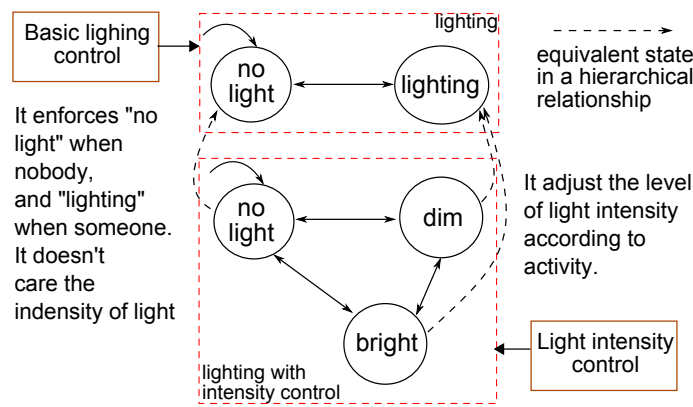 Basic lighing
control
lighting
no
light
lighting
equivalent state
in a hierarchical
relationship
It enforces "no
light" when
nobody,
and "lighting"
when someone.
It doesn't
care the
indensity of light
no
light
dim
bright
It adjust the level
of light intensity
according to
activity.
lighting with
intensity control
Light intensity
control